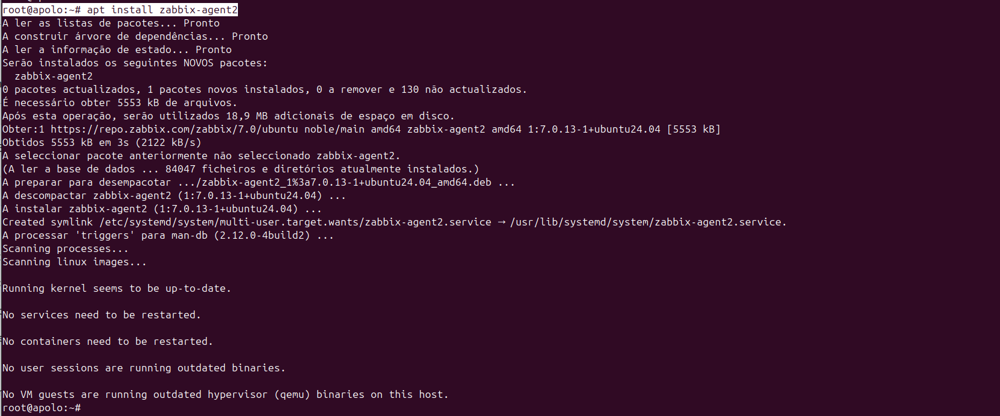 root@apolo:~# apt install zabbix-agent2
A ler as listas de pacotes... Pronto
A construir árvore de dependências... Pronto
A ler a informação de estado... Pronto
Serão instalados os seguintes NOVOS pacotes:
  zabbix-agent2
0 pacotes actualizados, 1 pacotes novos instalados, 0 a remover e 130 não actualizados.
É necessário obter 5553 kB de arquivos.
Após esta operação, serão utilizados 18,9 MB adicionais de espaço em disco.
Obter:1 https://repo.zabbix.com/zabbix/7.0/ubuntu noble/main amd64 zabbix-agent2 amd64 1:7.0.13-1+ubuntu24.04 [5553 kB]
Obtidos 5553 kB em 3s (2122 kB/s)
A seleccionar pacote anteriormente não seleccionado zabbix-agent2.
(A ler a base de dados ... 84047 ficheiros e diretórios atualmente instalados.)
A preparar para desempacotar .../zabbix-agent2_1%3a7.0.13-1+ubuntu24.04_amd64.deb ...
A descompactar zabbix-agent2 (1:7.0.13-1+ubuntu24.04) ...
A instalar zabbix-agent2 (1:7.0.13-1+ubuntu24.04) ...
Created symlink /etc/systemd/system/multi-user.target.wants/zabbix-agent2.service → /usr/lib/systemd/system/zabbix-agent2.service.
A processar 'triggers' para man-db (2.12.0-4build2) ...
Scanning processes...
Scanning linux images...
Running kernel seems to be up-to-date.
No services need to be restarted.
No containers need to be restarted.
No user sessions are running outdated binaries.
No VM guests are running outdated hypervisor (qemu) binaries on this host.
root@apolo:~#